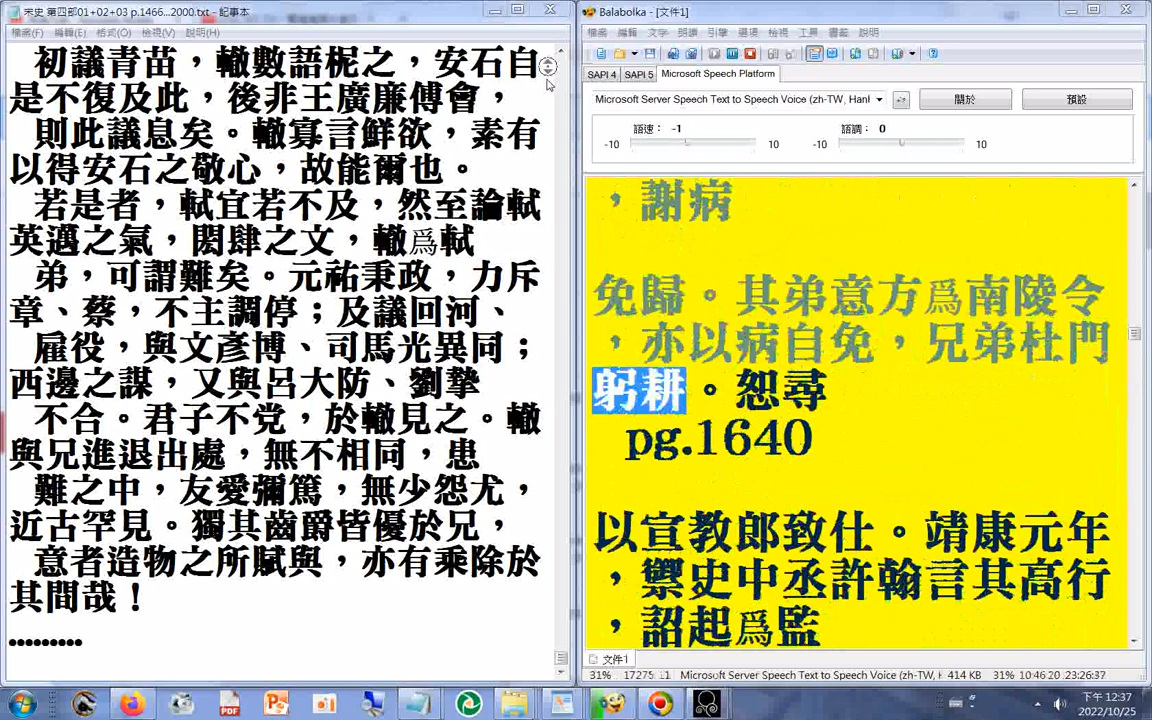 宋史 第四部01+02+03 p.1466...2000.txt - 記事本
檔案(F) 編輯(E) 格式(O) 檢視(V) 說明(H)
初議青苗，轍數語柅之，安石自
是不復及此，後非王廣廉傅會，
則此議息矣。轍寡言鮮欲，素有
以得安石之敬心，故能爾也。
若是者，軾宜若不及，然至論軾
英邁之氣，閎肆之文，轍爲軾
弟，可謂難矣。元祐秉政，力斥
章、蔡，不主調停；及議回河、
雇役，與文彥博、司馬光異同；
西邊之謀，又與呂大防、劉摯
不合。君子不党，於轍見之。轍
與兄進退出處，無不相同，患
難之中，友愛彌篤，無少怨尤，
近古罕見。獨其齒爵皆優於兄，
意者造物之所賦與，亦有乘除於
其間哉！
•••••••••
Balabolka - [文件1]
檔案 編輯 文字 朗讀 引擎 選項 檢視 工具 書籤 說明
SAPI 4 SAPI 5 Microsoft Speech Platform
Microsoft Server Speech Text to Speech Voice (zh-TW, Hanl
關於 預設
語速： -1 語調： 0
-10 10 -10 10
，謝病
免歸。其弟意方爲南陵令
，亦以病自免，兄弟杜門
躬耕。恕尋
pg.1640
以宣教郎致仕。靖康元年
，禦史中丞許翰言其高行
，詔起爲監
文件1
31% 17275:11 Microsoft Server Speech Text to Speech Voice (zh-TW, 414 KB 31% 10:46:20 23:26:37
PDF
下午 12:37
2022/10/25